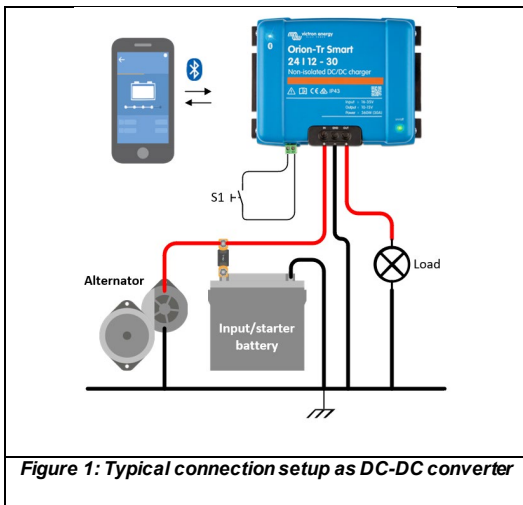 victron energy
Orion-Tr Smart
24 | 12 - 30
Non-isolated DC/DC charger
IP43
S1
Alternator
Input/starter
battery
Load
Figure 1: Typical connection setup as DC-DC converter